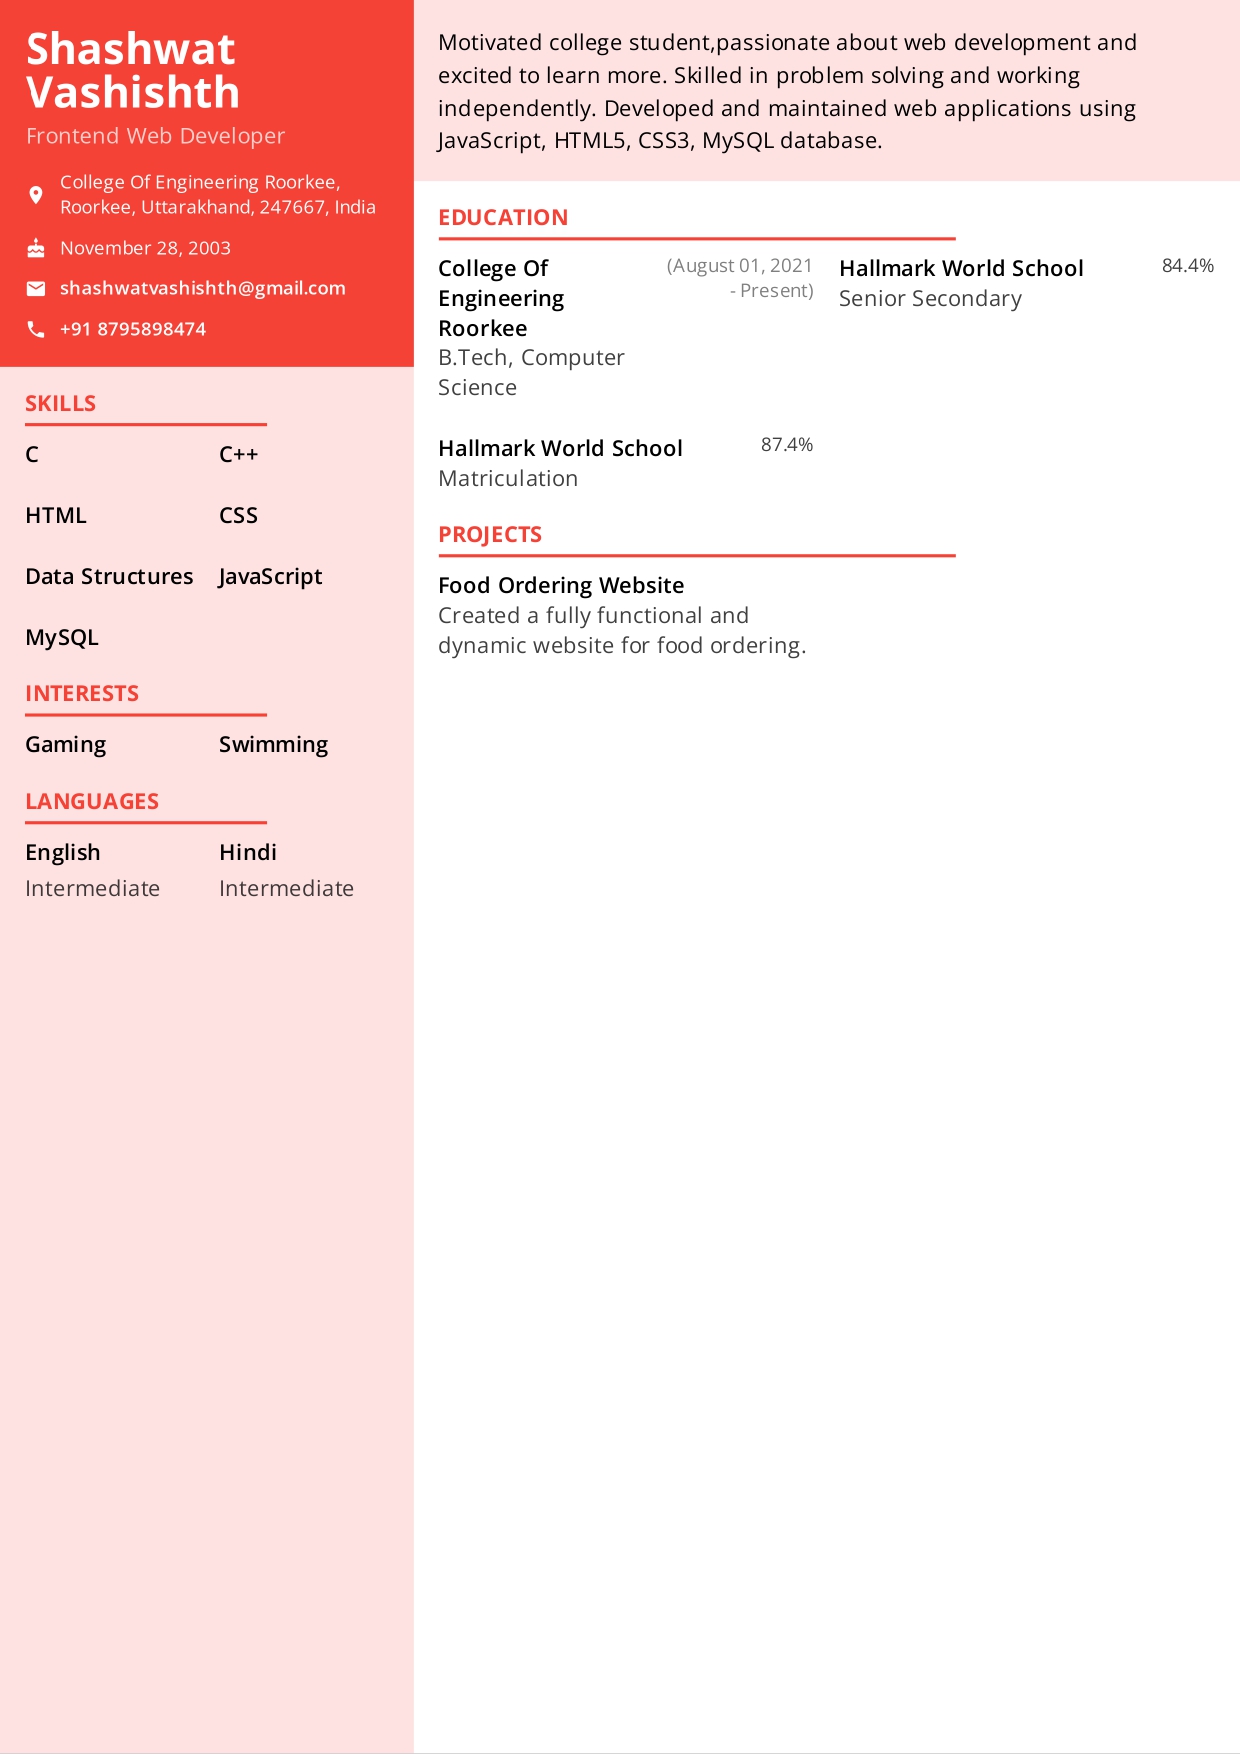 Shashwat
Vashishth
Frontend Web Developer
College Of Engineering Roorkee,
Roorkee, Uttarakhand, 247667, India
November 28, 2003
shashwatvashishth@gmail.com
+91 8795898474
SKILLS
C C++
HTML CSS
Data Structures JavaScript
MySQL
INTERESTS
Gaming Swimming
LANGUAGES
English Hindi
Intermediate Intermediate
Motivated college student,passionate about web development and
excited to learn more. Skilled in problem solving and working
independently. Developed and maintained web applications using
JavaScript, HTML5, CSS3, MySQL database.
EDUCATION
College Of
Engineering
Roorkee
B.Tech, Computer
Science
(August 01, 2021
- Present)
Hallmark World School 84.4%
Senior Secondary
Hallmark World School 87.4%
Matriculation
PROJECTS
Food Ordering Website
Created a fully functional and
dynamic website for food ordering.